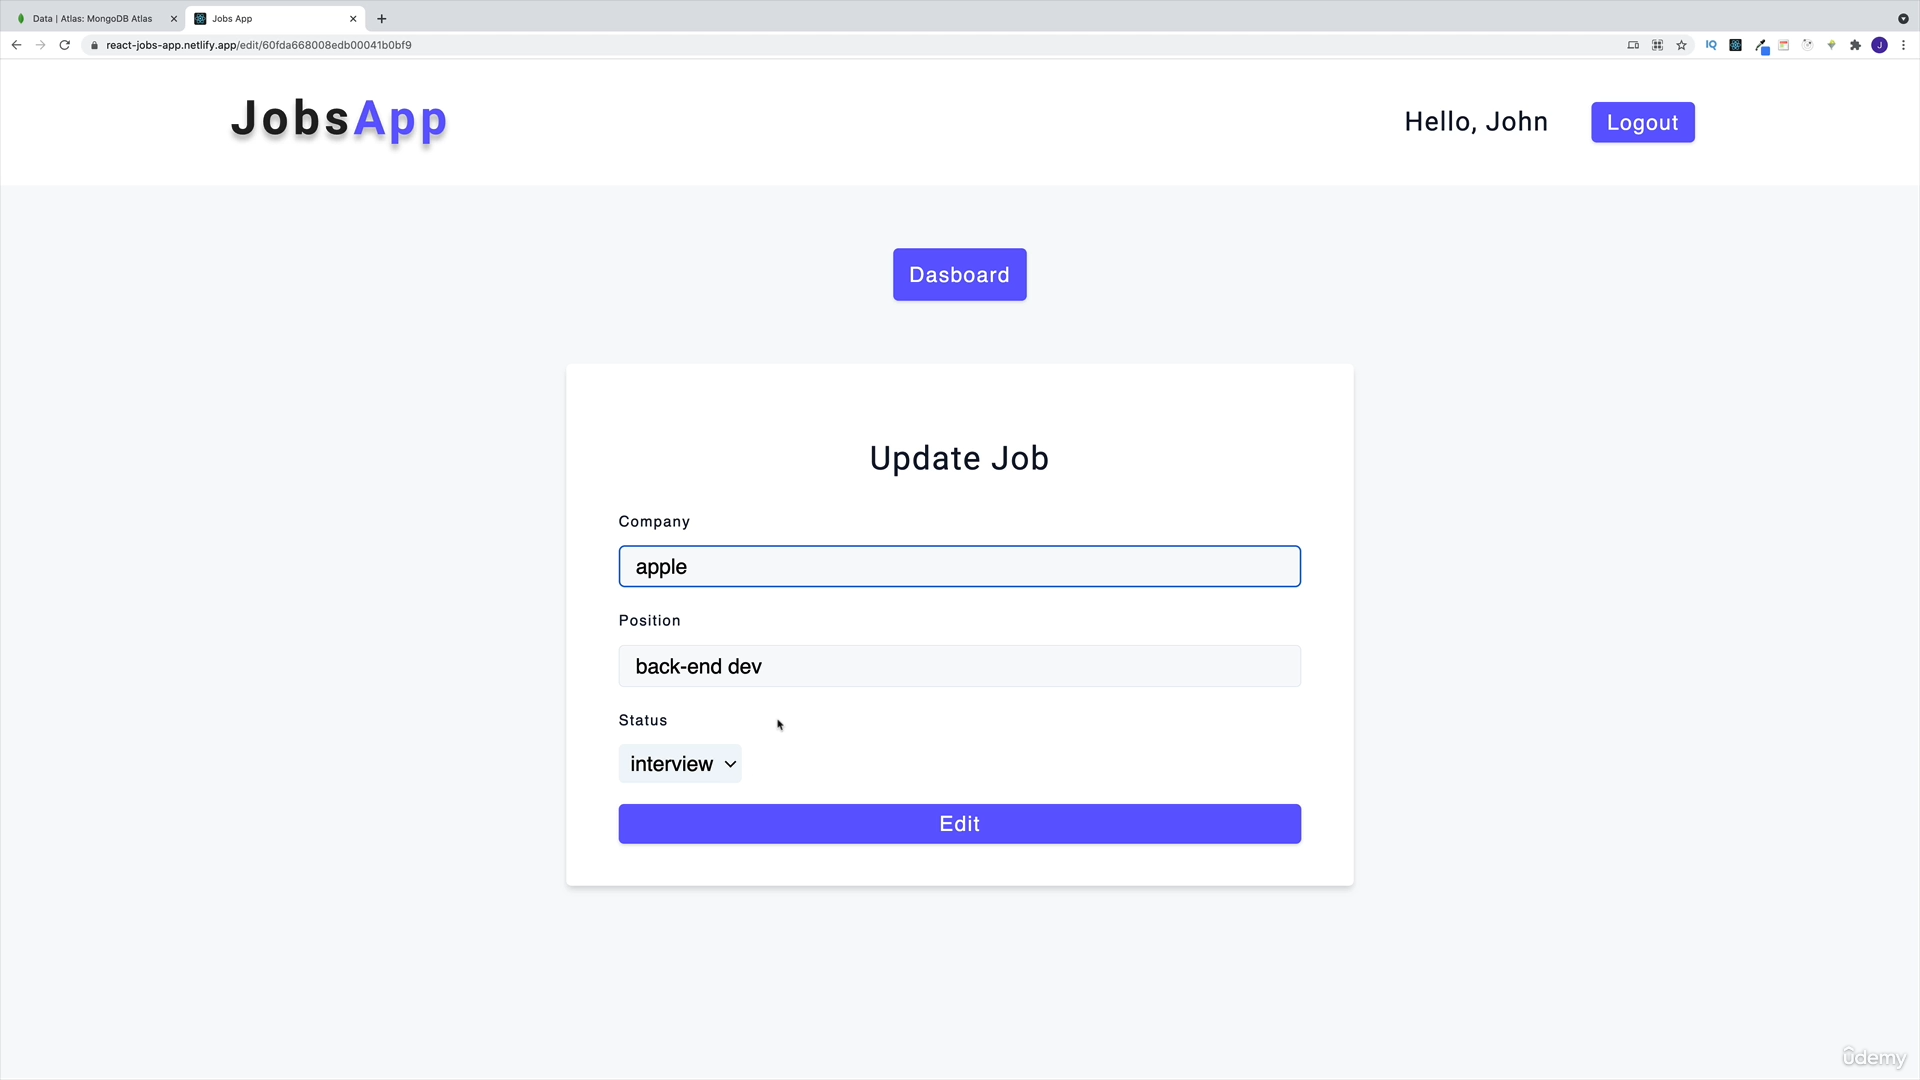 Data | Atlas: MongoDB Atlas
Jobs App
react-jobs-app.netlify.app/edit/60fda668008edb00041b0bf9
IQ
J
JobsApp
Hello, John
Logout
Dasboard
Update Job
Company
apple
Position
back-end dev
Status
interview
Edit
ûdemy